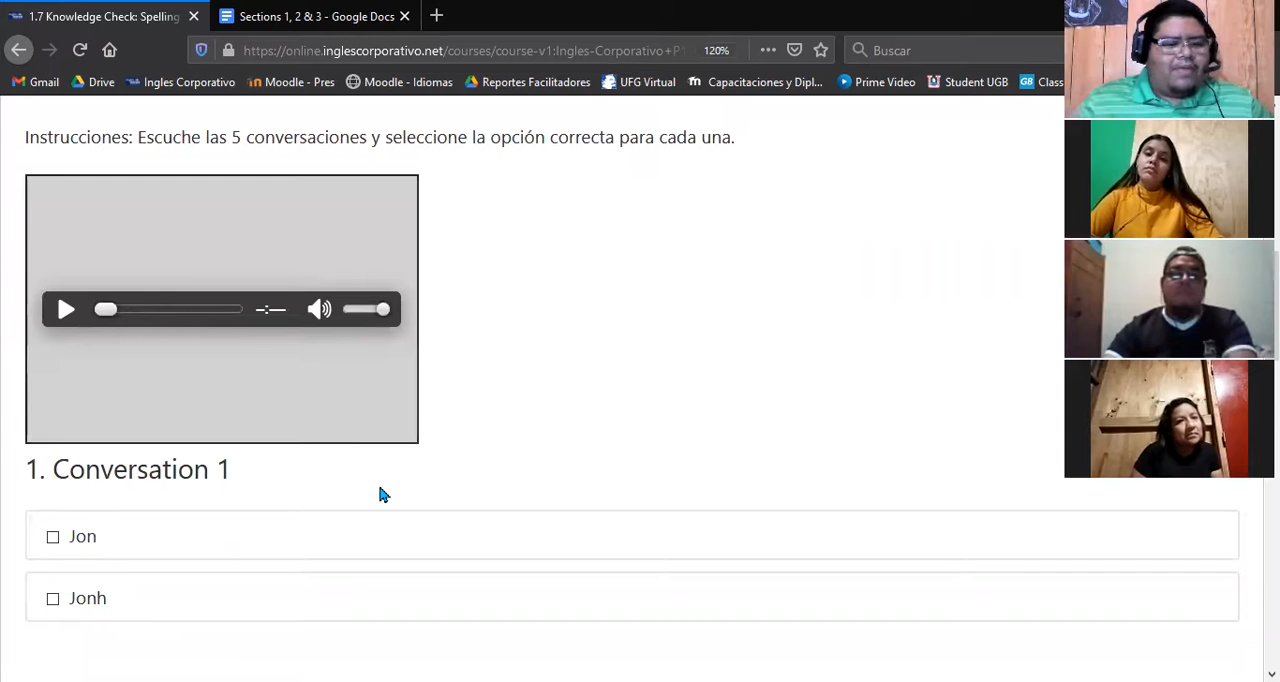 1.7 Knowledge Check: Spelling
Sections 1, 2 & 3 - Google Docs
https://online.inglescorporativo.net/courses/course-v1:Ingles-Corporativo+P
120%
Buscar
Gmail
Drive
Ingles Corporativo
Moodle - Pres
Moodle - Idiomas
Reportes Facilitadores
UFG Virtual
Capacitaciones y Dipl...
Prime Video
Student UGB
GB Class
Instrucciones: Escuche las 5 conversaciones y seleccione la opción correcta para cada una.
--:--
1. Conversation 1
Jon
Jonh